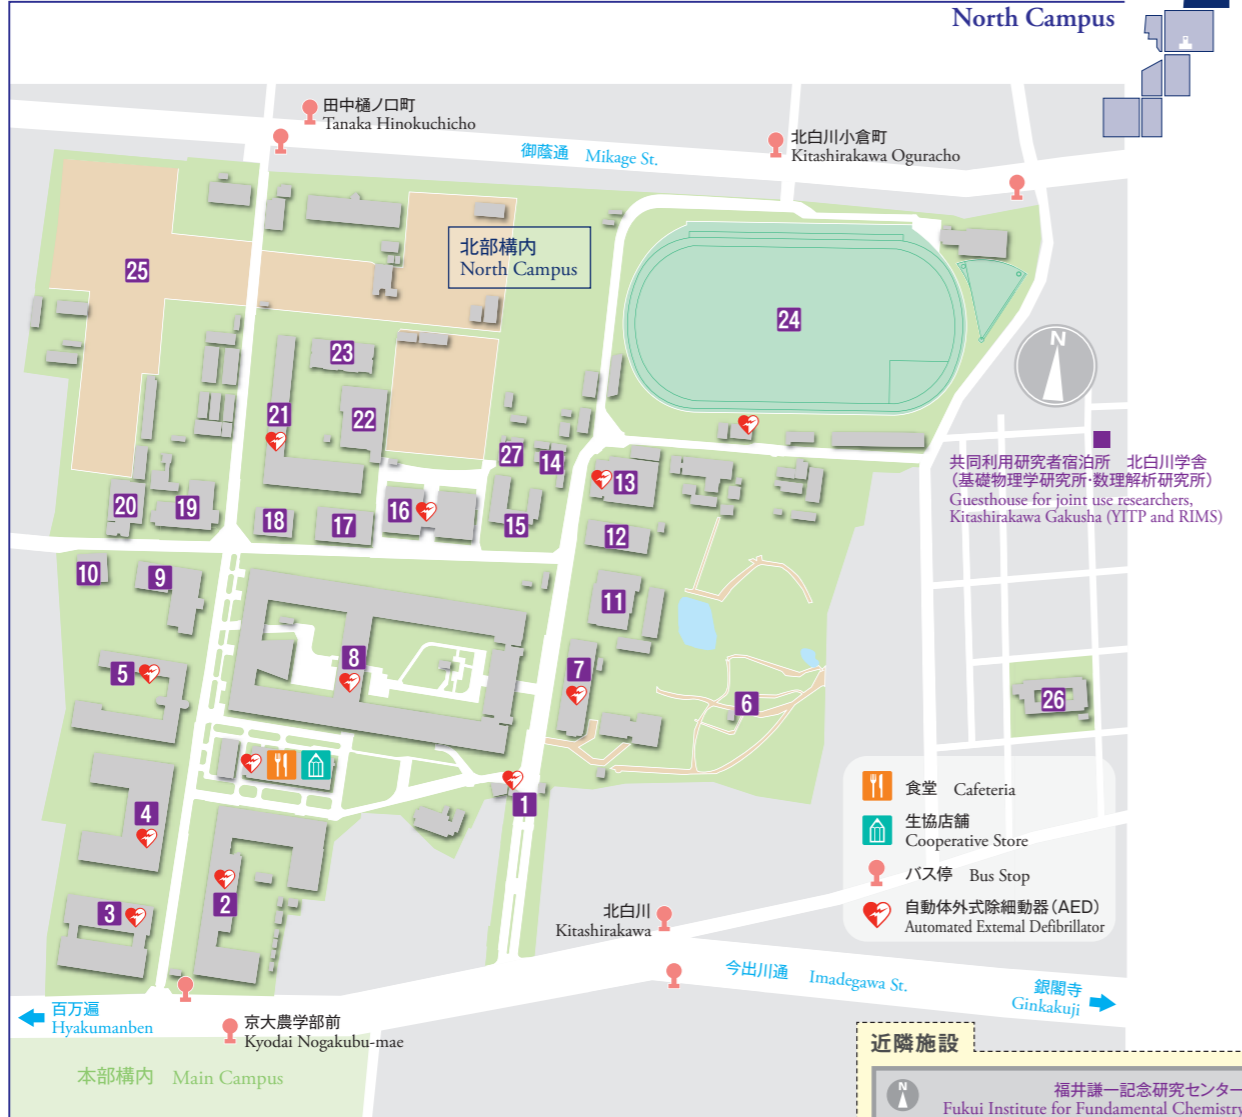 North Campus
田中樋ノ口町
Tanaka Hinokuchicho
御蔭通 Mikage St.
北白川小倉町
Kitashirakawa Oguracho
北部構内
North Campus
25
24
23
21
22
27
14
13
20
19
18
17
16
15
12
10
9
11
5
8
7
6
26
N
共同利用研究者宿泊所 北白川学舎
(基礎物理学研究所・数理解析研究所)
Guesthouse for joint use researchers,
Kitashirakawa Gakusha (YITP and RIMS)
4
1
3
2
食堂 Cafeteria
生協店舗
Cooperative Store
バス停 Bus Stop
自動体外式除細動器(AED)
Automated External Defibrillator
北白川
Kitashirakawa
今出川通 Imadegawa St.
銀閣寺
Ginkakuji
百万遍
Hyakumanben
京大農学部前
Kyodai Nogakubu-mae
本部構内 Main Campus
近隣施設
N
福井謙一記念研究センター
Fukui Institute for Fundamental Chemistry